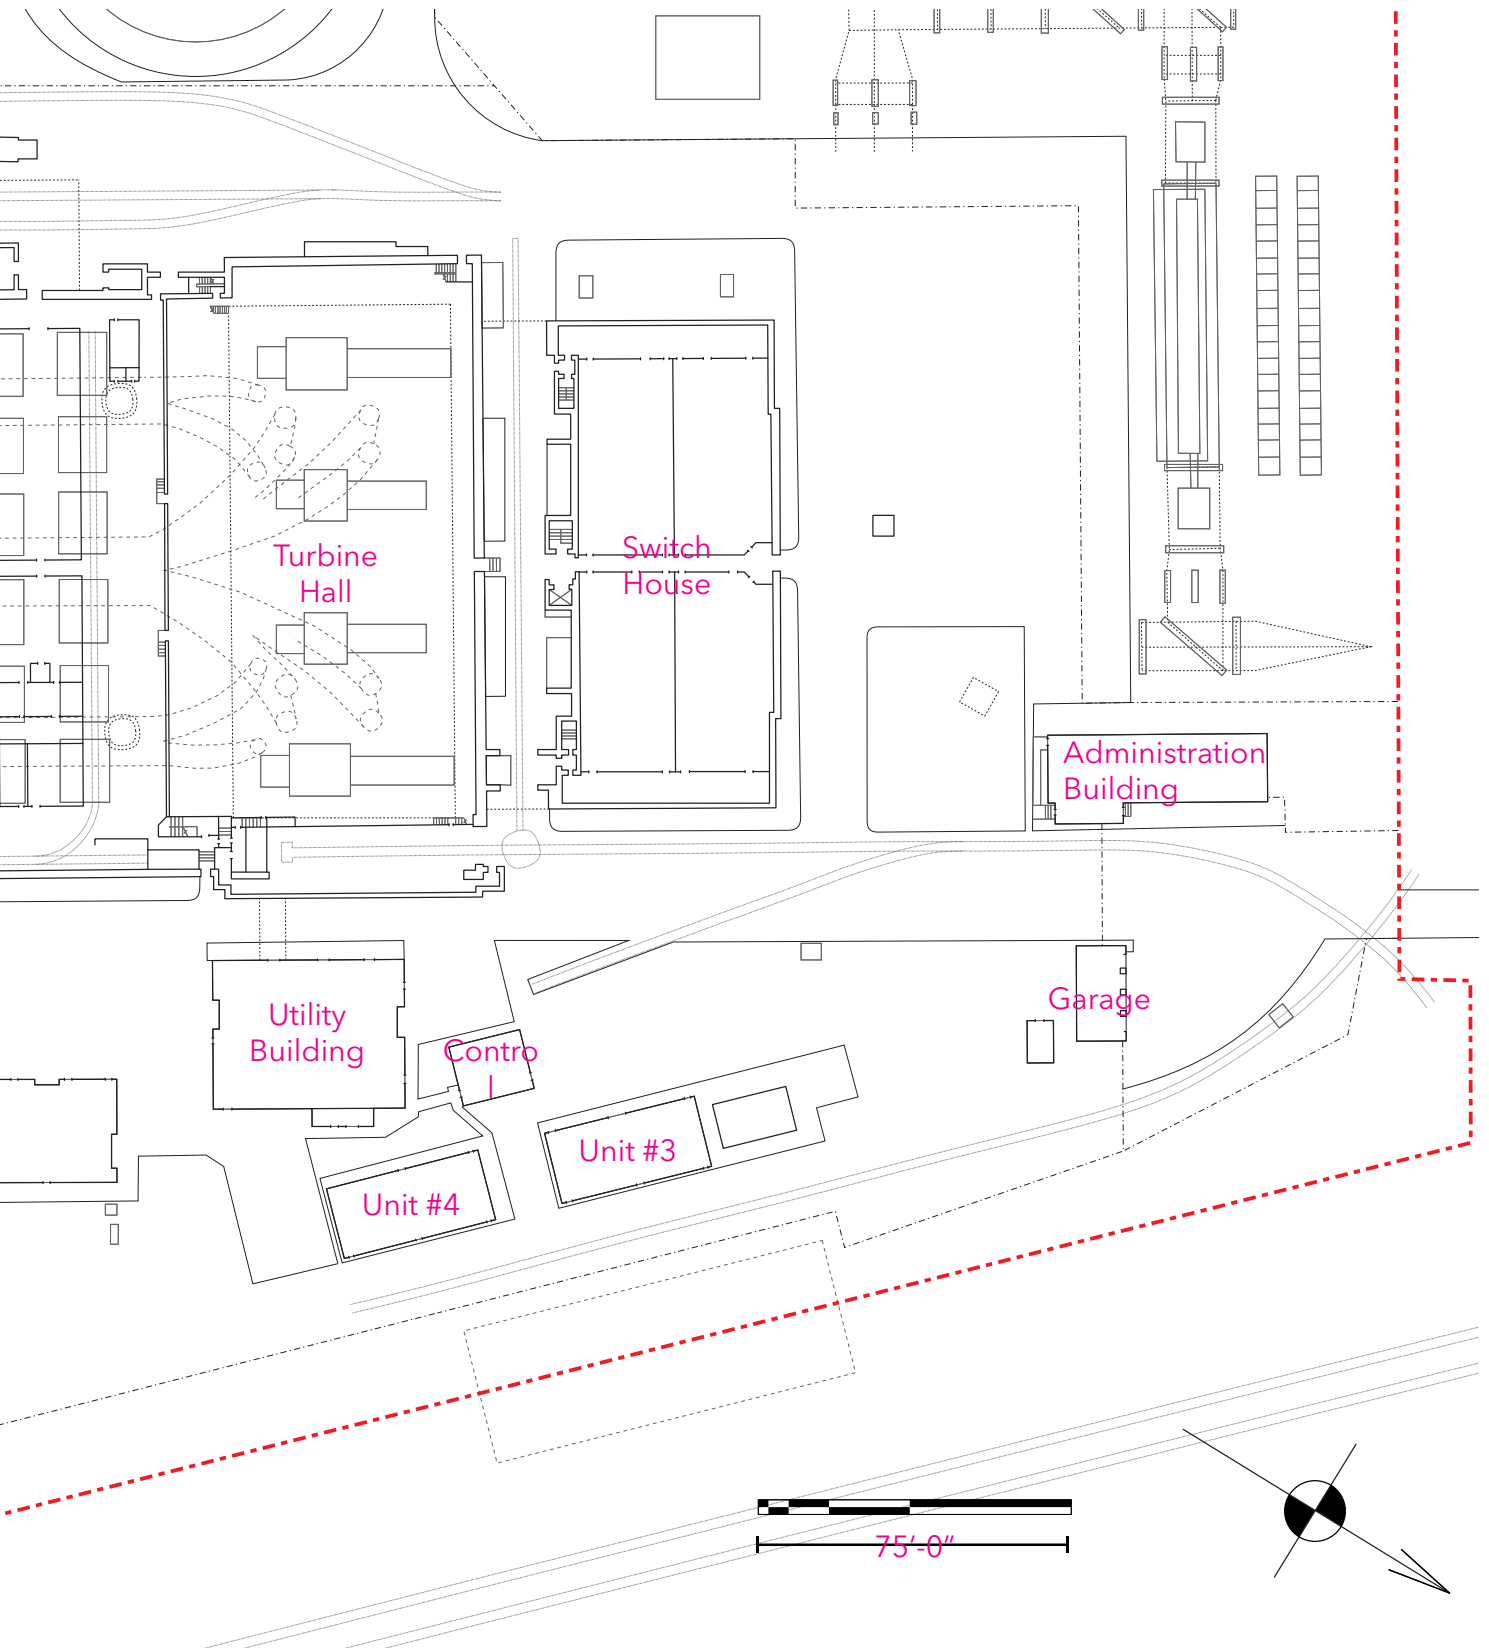 Turbine
Hall
Switch
House
Administration
Building
Utility
Building
Contro
l
Garage
Unit #3
Unit #4
75'-0"